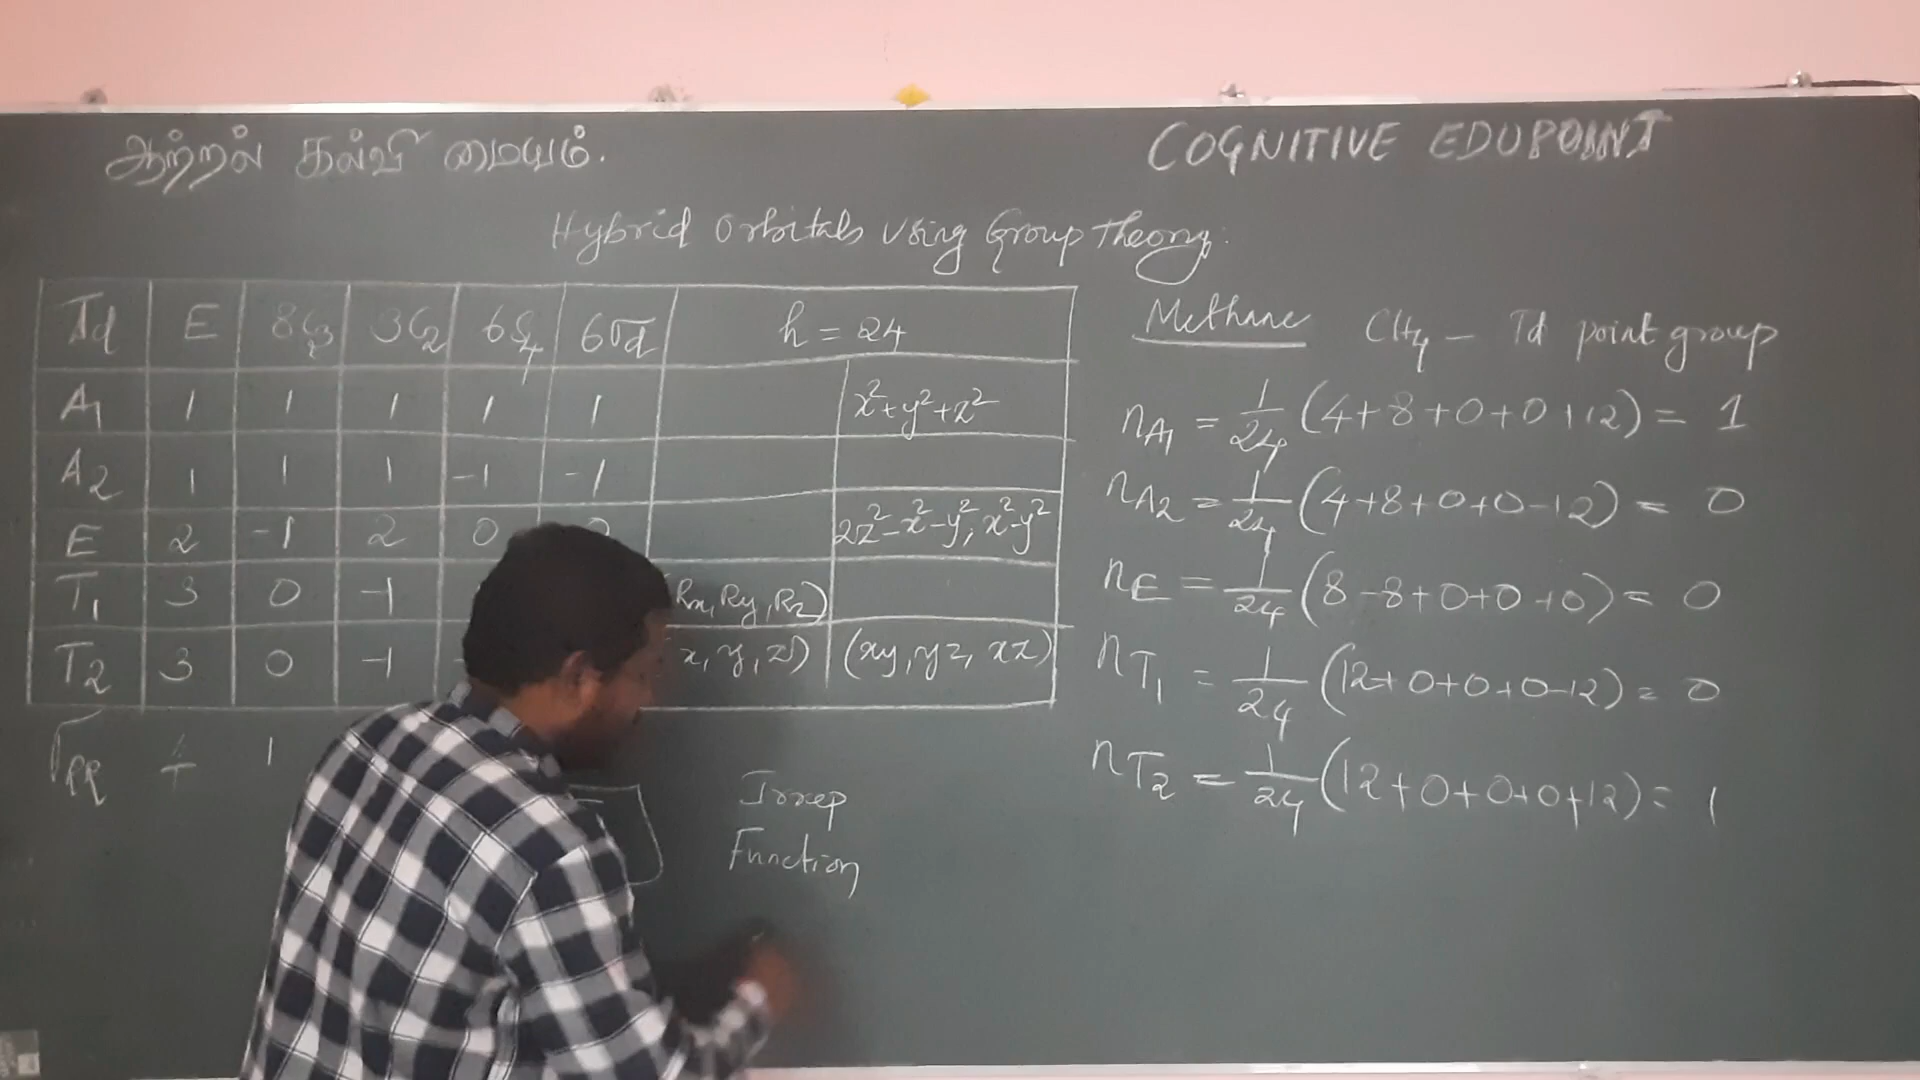 ஆற்றல் கல்வி மையம்.
COGNITIVE EDUPOINT
Hybrid Orbitals Using Group Theory:
Td E 8C3 3C2 6S4 6σd h = 24
A1 1 1 1 1 1 x²+y²+z²
A2 1 1 1 -1 -1
E 2 -1 2 0 0 2z²-x²-y², x²-y²
T1 3 0 -1 Rx, Ry, Rz)
T2 3 0 -1 x, y, z) (xy, yz, xz)
ΓRR 4 1
Irrep
Function
Methane CH4 - Td point group
nA1 = 1/24 (4+8+0+0+12) = 1
nA2 = 1/24 (4+8+0+0-12) = 0
nE = 1/24 (8-8+0+0+0) = 0
nT1 = 1/24 (12+0+0+0-12) = 0
nT2 = 1/24 (12+0+0+0+12) = 1